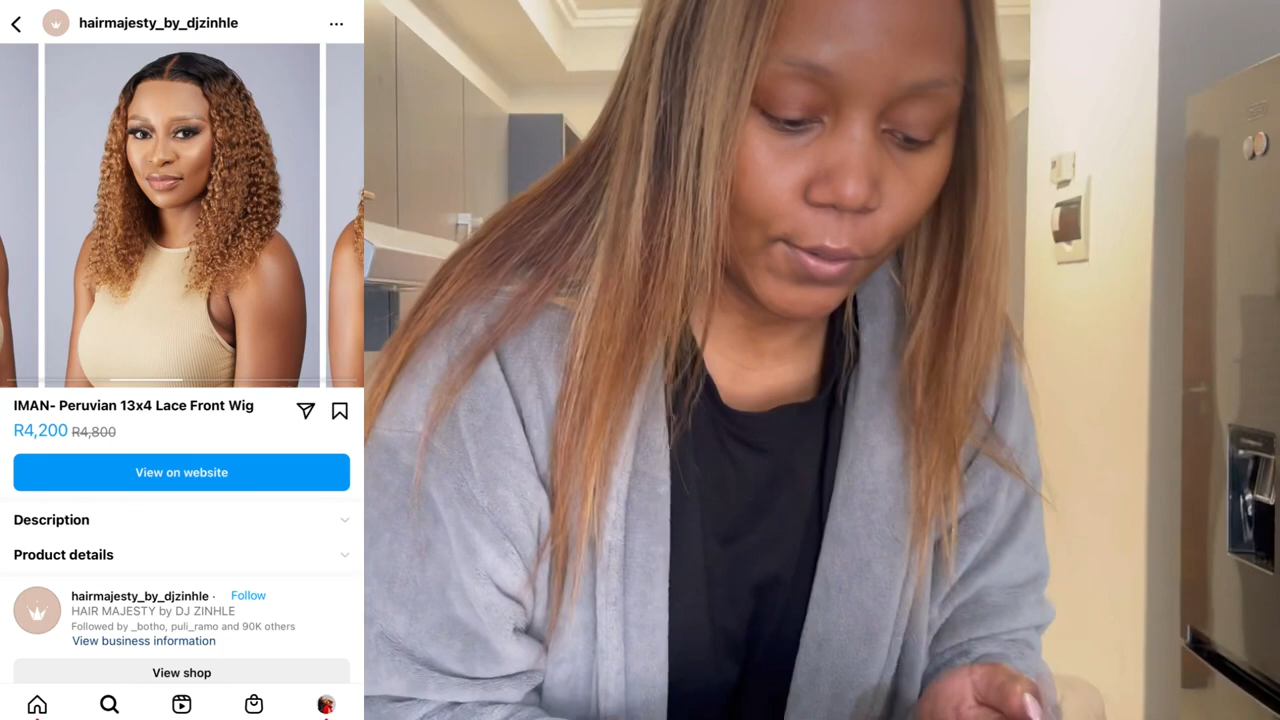 hairmajesty_by_djzinhle
IMAN- Peruvian 13x4 Lace Front Wig
R4,200 R4,800
View on website
Description
Product details
hairmajesty_by_djzinhle · Follow
HAIR MAJESTY by DJ ZINHLE
Followed by _botho, puli_ramo and 90K others
View business information
View shop